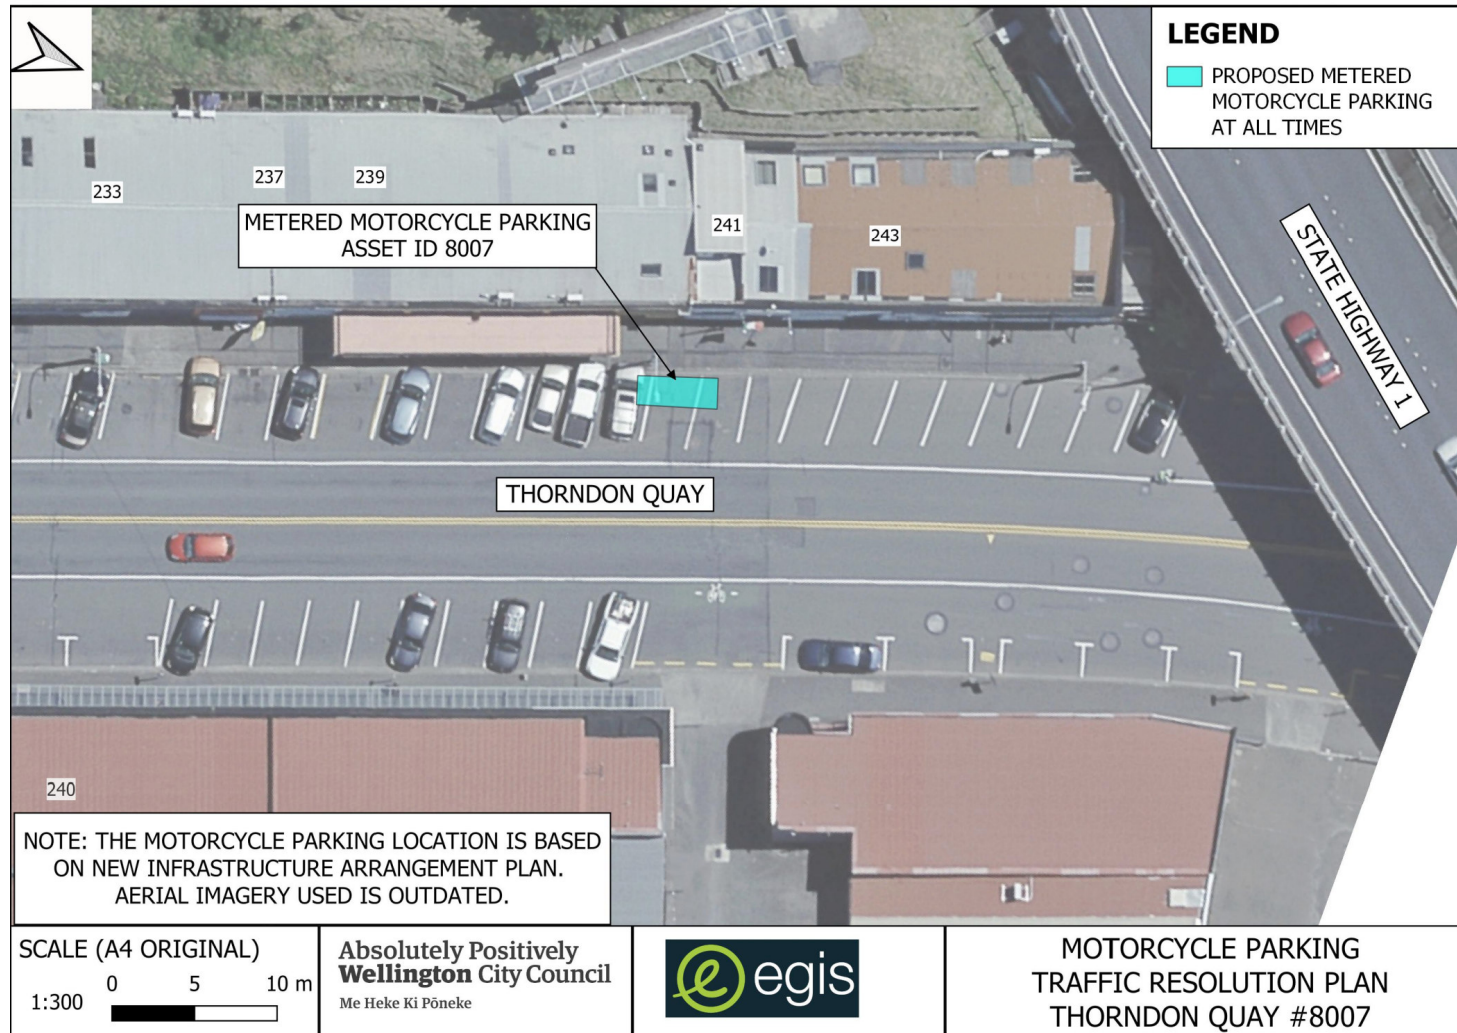 LEGEND
PROPOSED METERED
MOTORCYCLE PARKING
AT ALL TIMES
233
237
239
METERED MOTORCYCLE PARKING
ASSET ID 8007
241
243
STATE HIGHWAY 1
THORNDON QUAY
240
NOTE: THE MOTORCYCLE PARKING LOCATION IS BASED
ON NEW INFRASTRUCTURE ARRANGEMENT PLAN.
AERIAL IMAGERY USED IS OUTDATED.
SCALE (A4 ORIGINAL)
1:300
0 5 10 m
Absolutely Positively
Wellington City Council
Me Heke Ki Pōneke
e egis
MOTORCYCLE PARKING
TRAFFIC RESOLUTION PLAN
THORNDON QUAY #8007